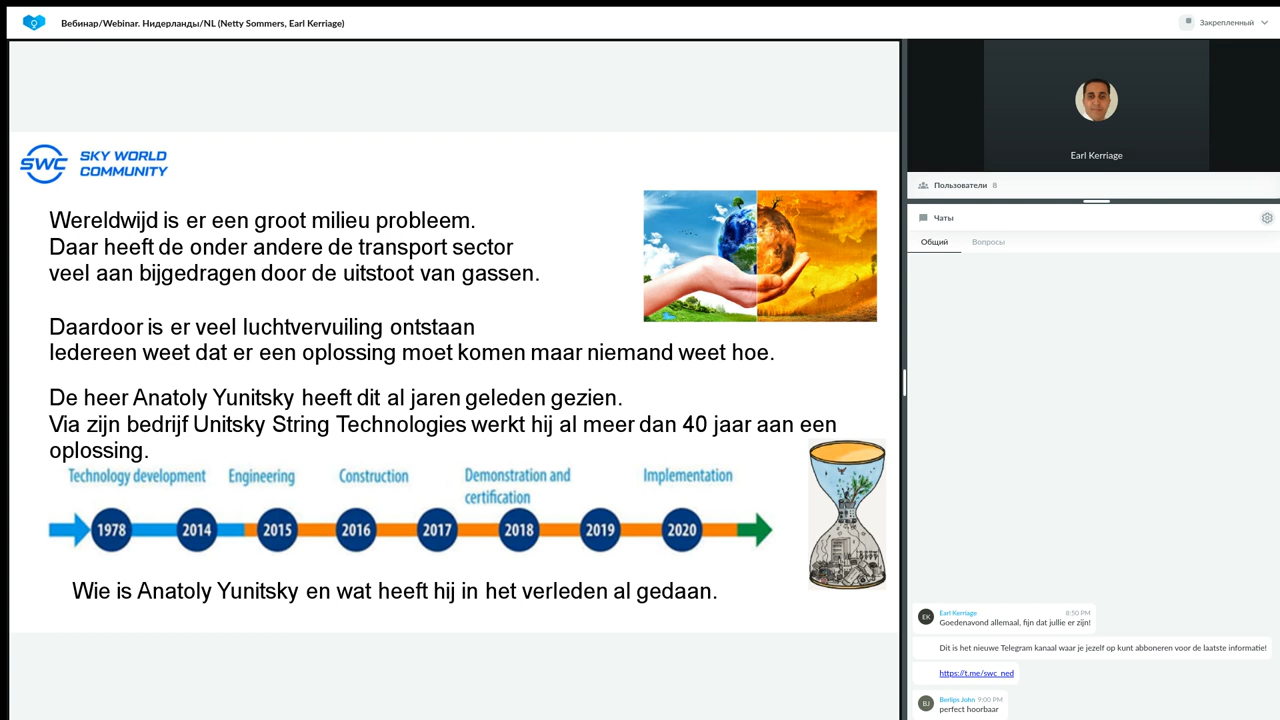 Вебинар/Webinar. Нидерланды/NL (Netty Sommers, Earl Kerriage)
Закрепленный
SWC SKY WORLD
COMMUNITY
Wereldwijd is er een groot milieu probleem.
Daar heeft de onder andere de transport sector
veel aan bijgedragen door de uitstoot van gassen.
Daardoor is er veel luchtvervuiling ontstaan
Iedereen weet dat er een oplossing moet komen maar niemand weet hoe.
De heer Anatoly Yunitsky heeft dit al jaren geleden gezien.
Via zijn bedrijf Unitsky String Technologies werkt hij al meer dan 40 jaar aan een
oplossing.
Technology development Engineering Construction Demonstration and Implementation
certification
1978 2014 2015 2016 2017 2018 2019 2020
Wie is Anatoly Yunitsky en wat heeft hij in het verleden al gedaan.
Earl Kerriage
Пользователи 8
Чаты
Общий Вопросы
EK Earl Kerriage 8:50 PM
Goedenavond allemaal, fijn dat jullie er zijn!
Dit is het nieuwe Telegram kanaal waar je jezelf op kunt abboneren voor de laatste informatie!
https://t.me/swc_ned
BJ Berlips John 9:00 PM
perfect hoorbaar